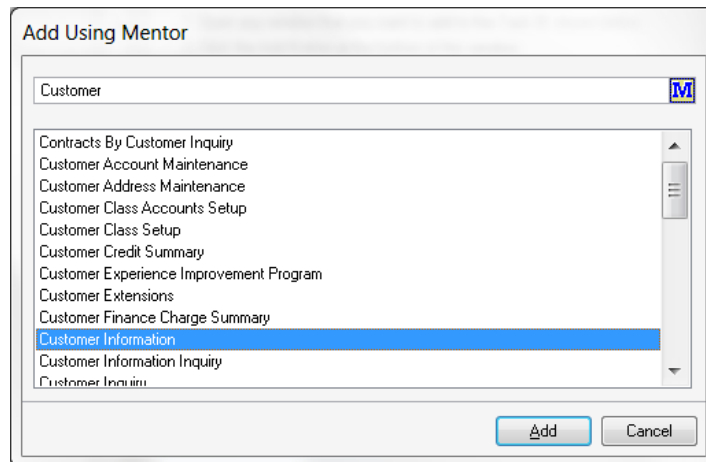 Add Using Mentor
Customer
M
Contracts By Customer Inquiry
Customer Account Maintenance
Customer Address Maintenance
Customer Class Accounts Setup
Customer Class Setup
Customer Credit Summary
Customer Experience Improvement Program
Customer Extensions
Customer Finance Charge Summary
Customer Information
Customer Information Inquiry
Customer Inquiry
Add
Cancel